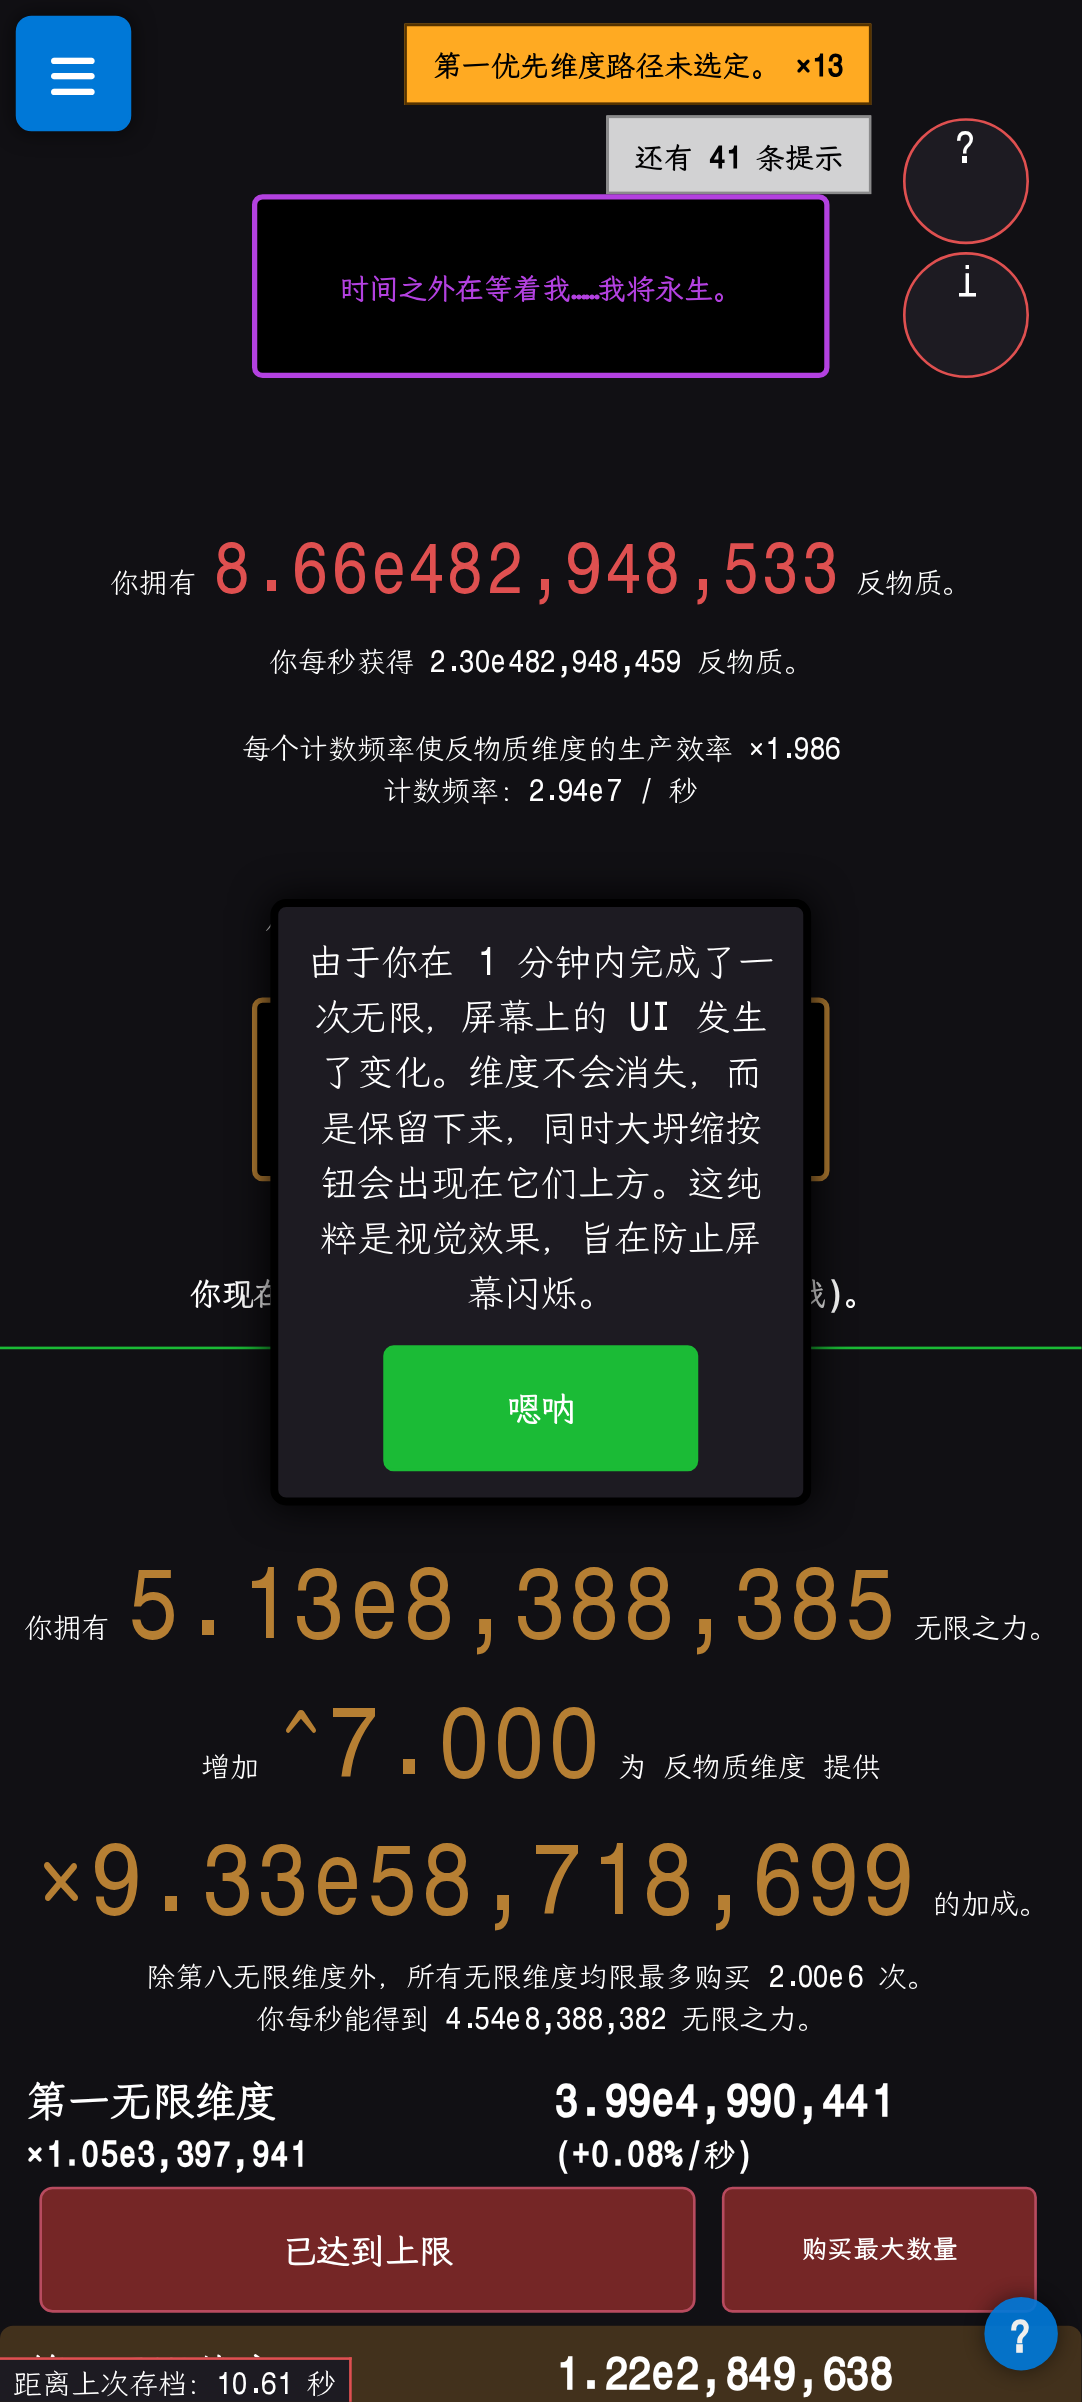 第一优先维度路径未选定。 ×13
还有 41 条提示
?
i
时间之外在等着我……我将永生。
你拥有 8.66e482,948,533 反物质。
你每秒获得 2.30e482,948,459 反物质。
每个计数频率使反物质维度的生产效率 ×1.986
计数频率: 2.94e7 / 秒
由于你在 1 分钟内完成了一
次无限, 屏幕上的 UI 发生
了变化。维度不会消失, 而
是保留下来, 同时大坍缩按
钮会出现在它们上方。这纯
粹是视觉效果, 旨在防止屏
幕闪烁。
你现在
战)。
嗯呐
你拥有 5.13e8,388,385 无限之力。
增加 ^7.000 为 反物质维度 提供
×9.33e58,718,699 的加成。
除第八无限维度外, 所有无限维度均限最多购买 2.00e6 次。
你每秒能得到 4.54e8,388,382 无限之力。
第一无限维度 3.99e4,990,441
×1.05e3,397,941 (+0.08%/秒)
已达到上限 购买最大数量
?
1.22e2,849,638
距离上次存档: 10.61 秒